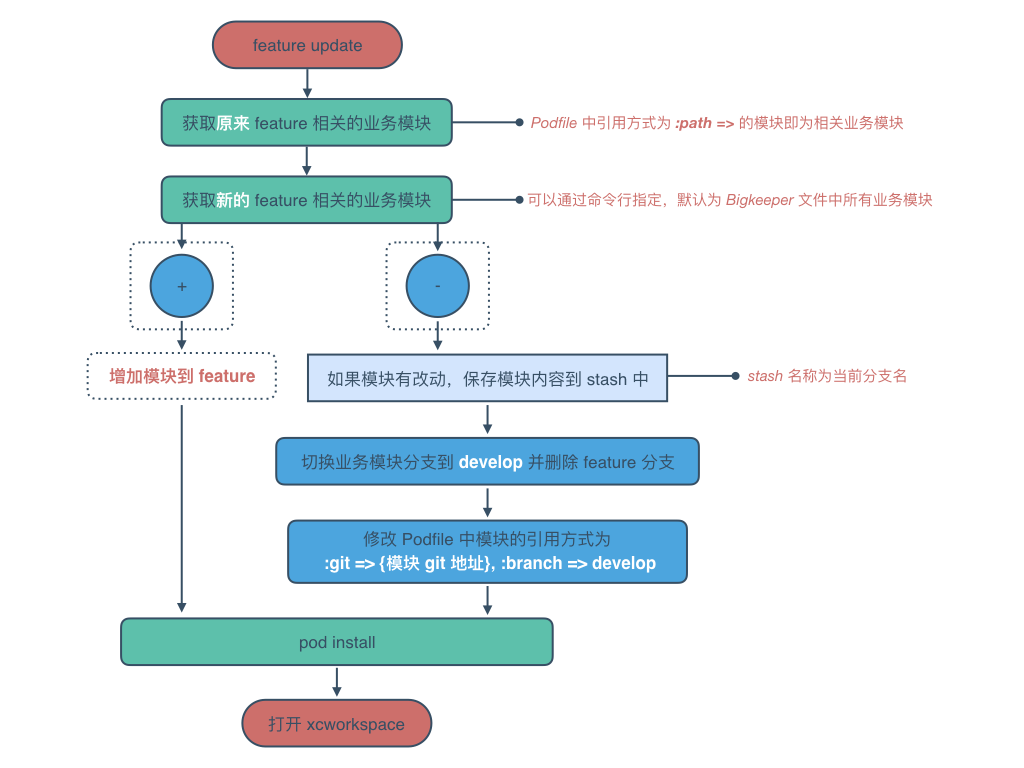 feature update
获取原来 feature 相关的业务模块
Podfile 中引用方式为 :path => 的模块即为相关业务模块
获取新的 feature 相关的业务模块
可以通过命令行指定，默认为 Bigkeeper 文件中所有业务模块
+
-
增加模块到 feature
如果模块有改动，保存模块内容到 stash 中
stash 名称为当前分支名
切换业务模块分支到 develop 并删除 feature 分支
修改 Podfile 中模块的引用方式为
:git => {模块 git 地址}, :branch => develop
pod install
打开 xcworkspace